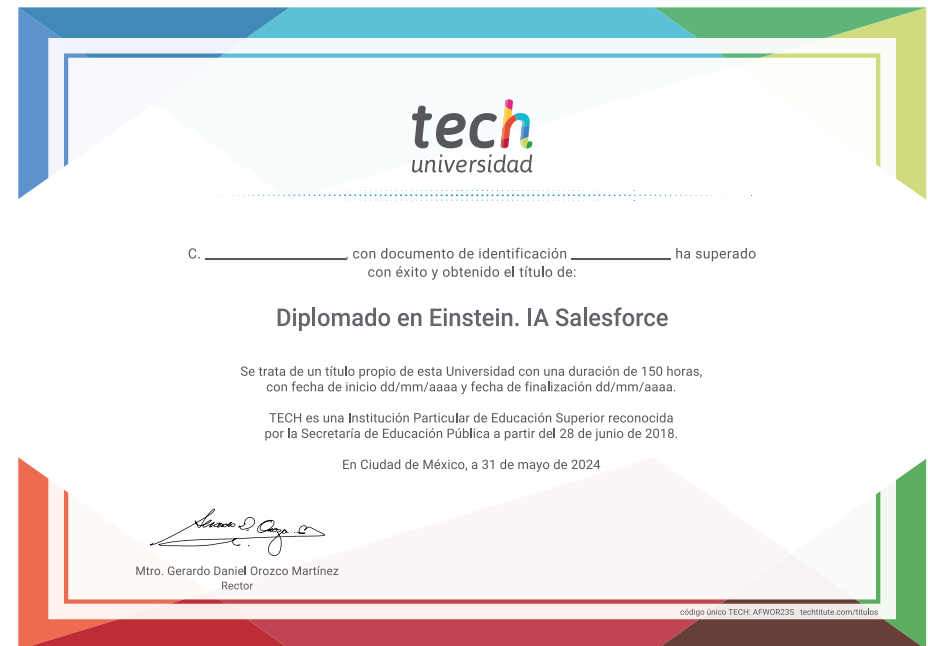 tech
universidad
C. ________________, con documento de identificación ____________ ha superado
con éxito y obtenido el título de:
Diplomado en Einstein. IA Salesforce
Se trata de un título propio de esta Universidad con una duración de 150 horas,
con fecha de inicio dd/mm/aaaa y fecha de finalización dd/mm/aaaa.
TECH es una Institución Particular de Educación Superior reconocida
por la Secretaría de Educación Pública a partir del 28 de junio de 2018.
En Ciudad de México, a 31 de mayo de 2024
Mtro. Gerardo Daniel Orozco Martínez
Rector
código único TECH: AFWOR23S techtitute.com/titulos